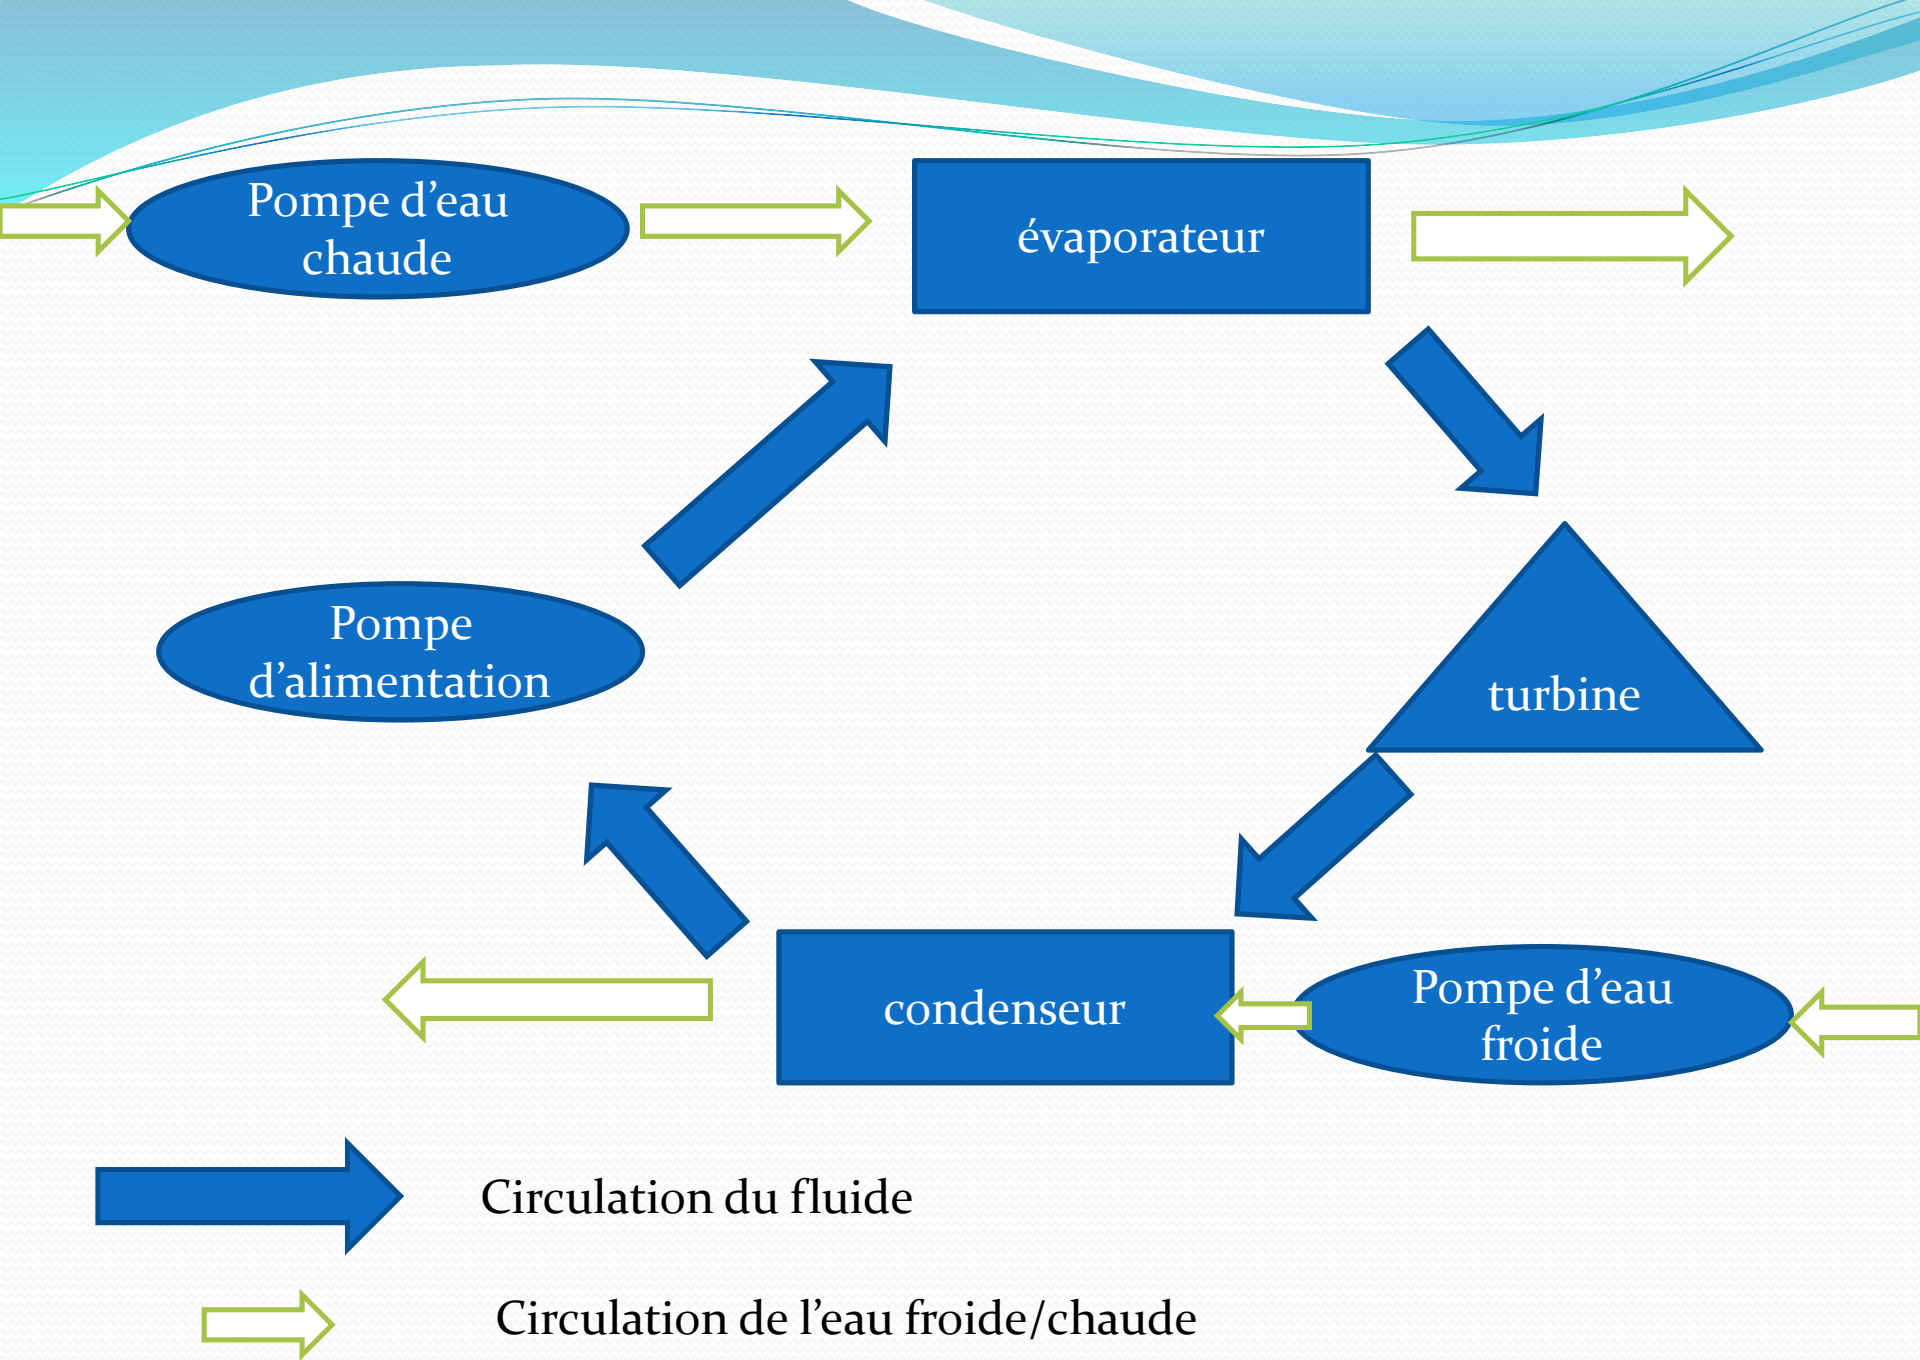 Pompe d’eau
chaude
évaporateur
Pompe
d’alimentation
turbine
condenseur
Pompe d’eau
froide
Circulation du fluide
Circulation de l’eau froide/chaude